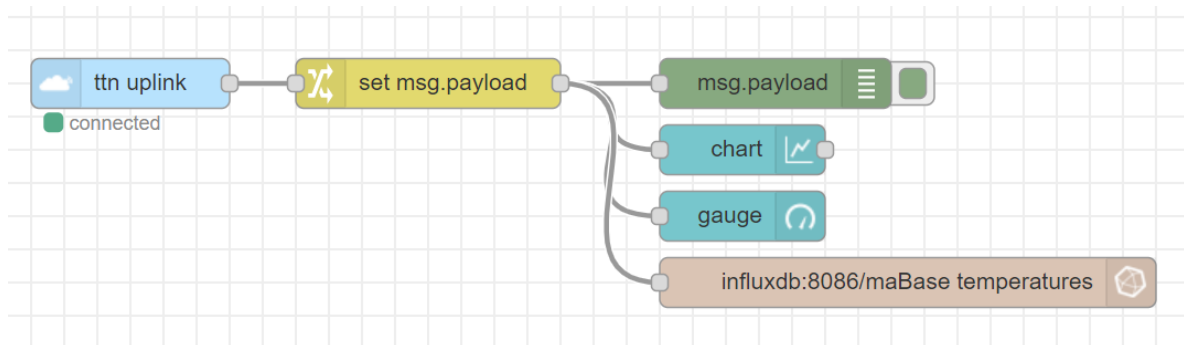 ttn uplink
connected
set msg.payload
msg.payload
chart
gauge
influxdb:8086/maBase temperatures